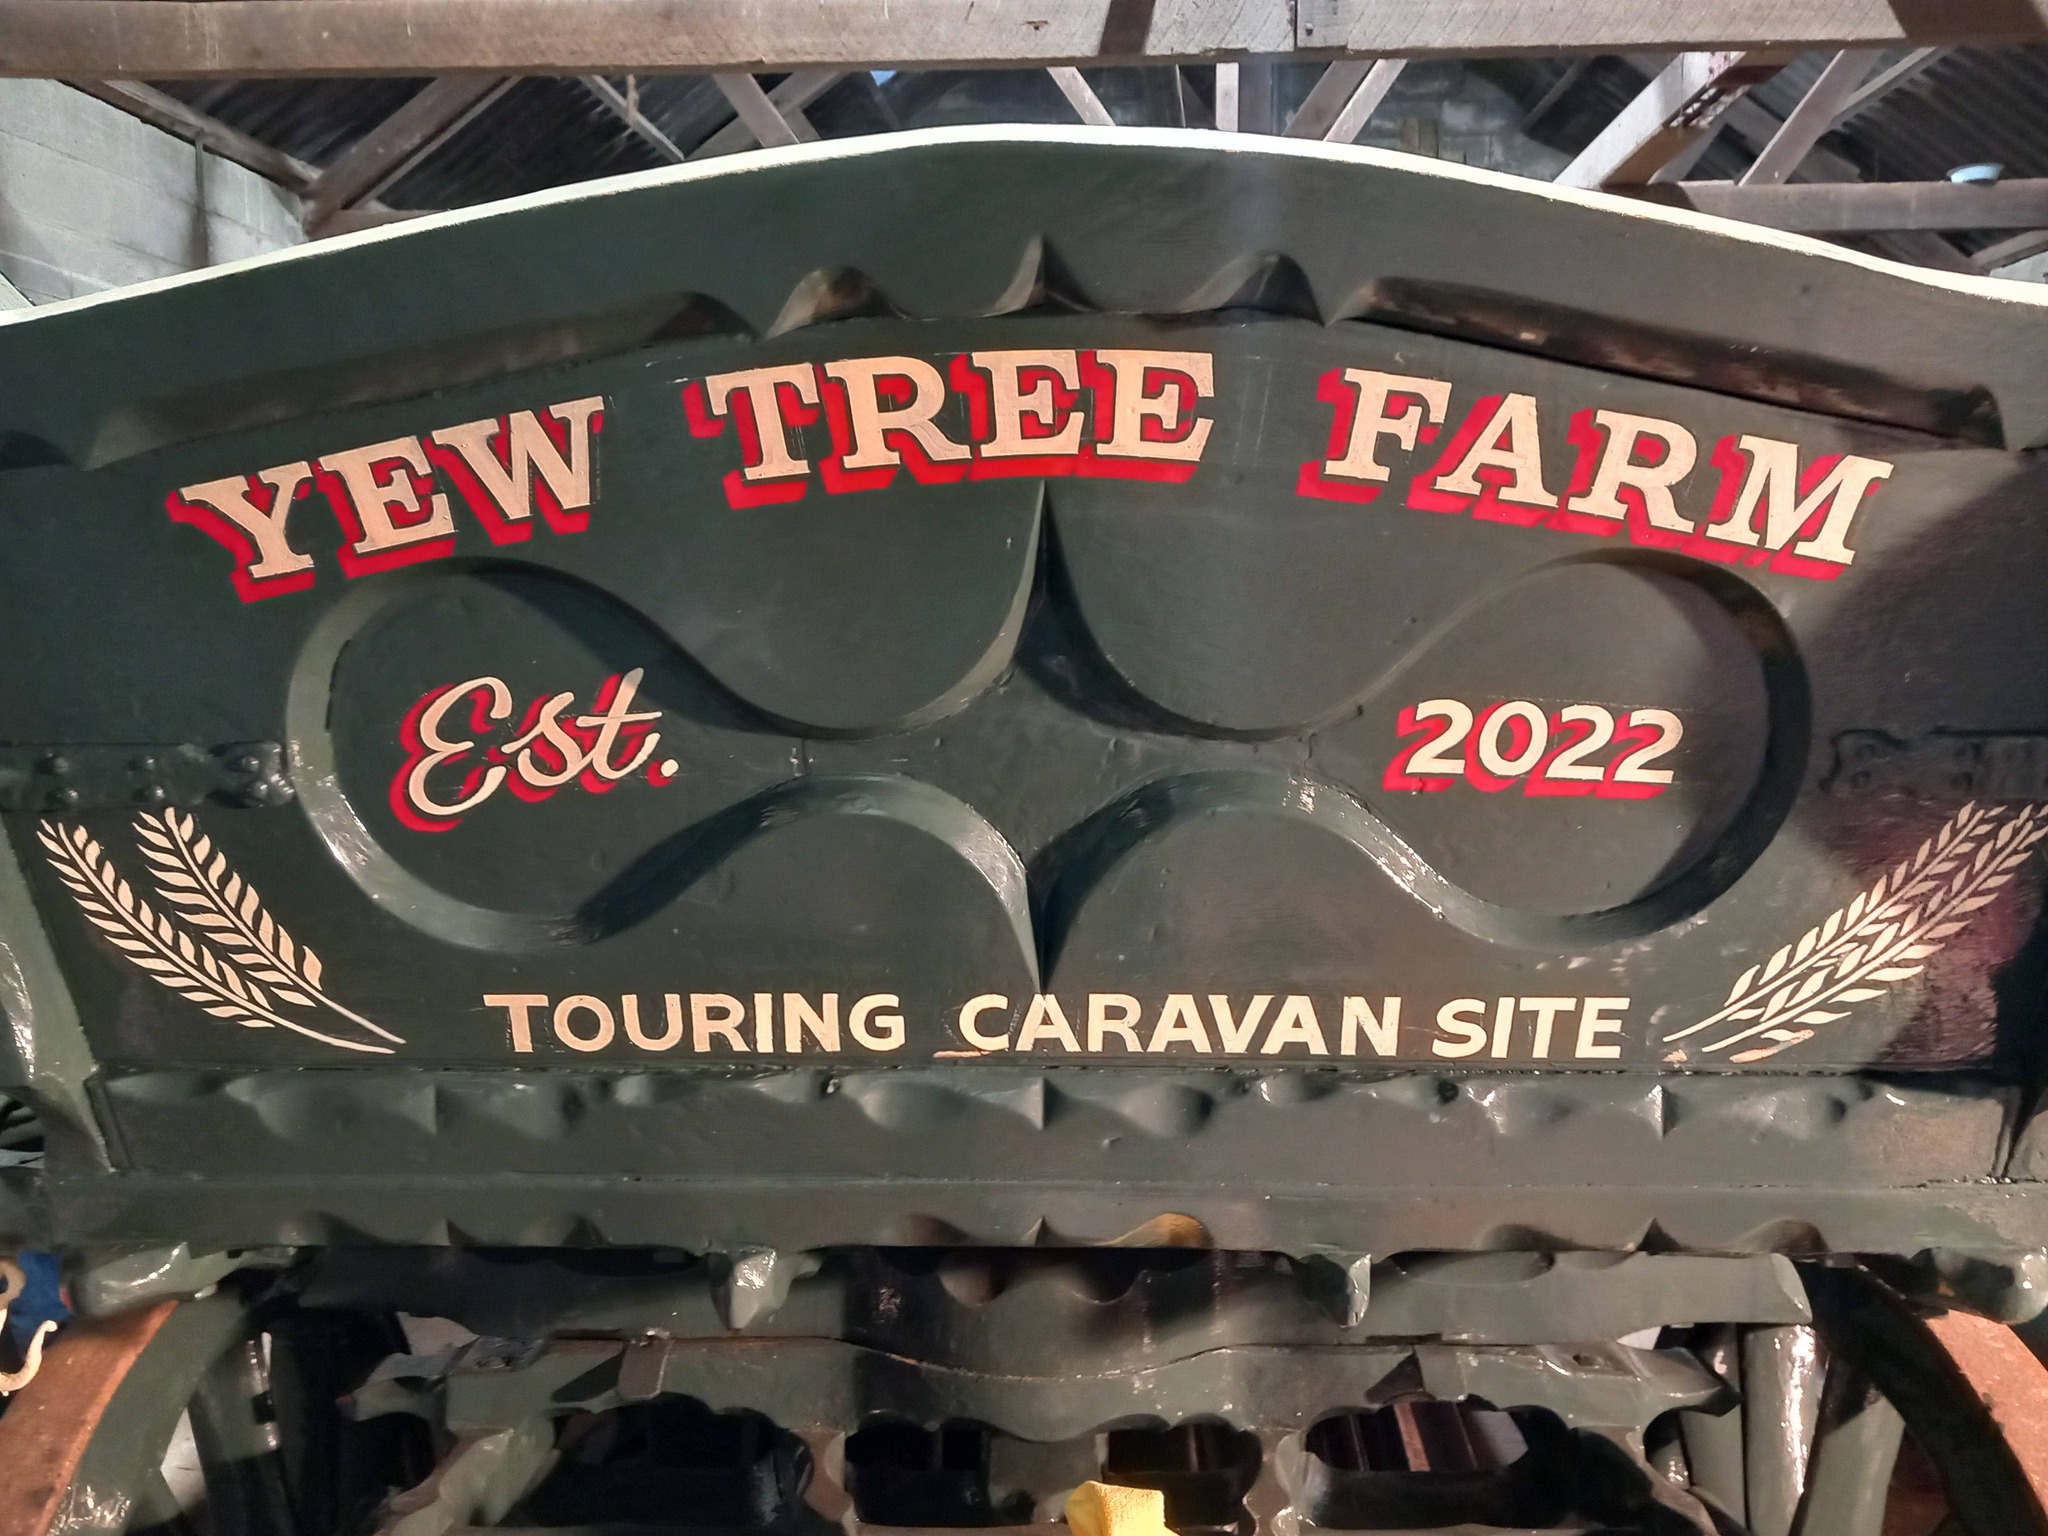 YEW TREE FARM
Est. 2022
TOURING CARAVAN SITE